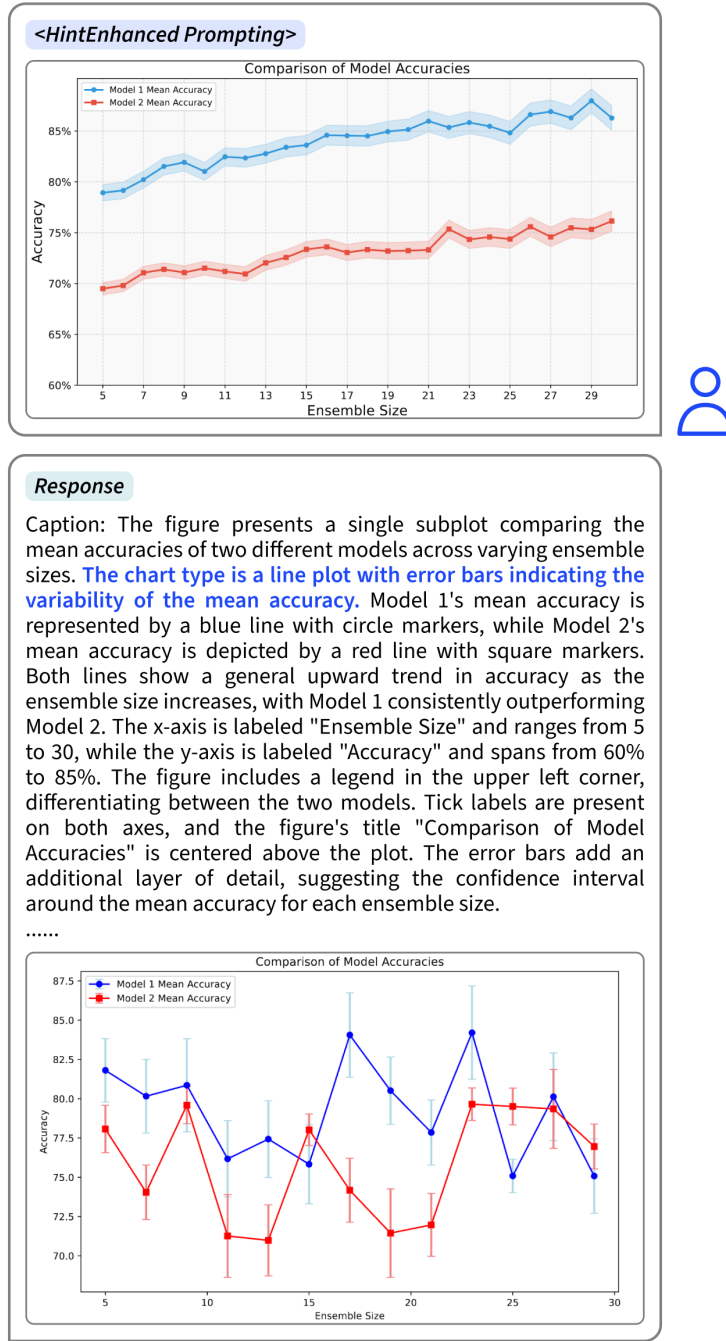 <HintEnhanced Prompting>
Comparison of Model Accuracies
Model 1 Mean Accuracy
Model 2 Mean Accuracy
85%
80%
75%
70%
65%
60%
Accuracy
5 7 9 11 13 15 17 19 21 23 25 27 29
Ensemble Size
Response
Caption: The figure presents a single subplot comparing the
mean accuracies of two different models across varying ensemble
sizes. The chart type is a line plot with error bars indicating the
variability of the mean accuracy. Model 1's mean accuracy is
represented by a blue line with circle markers, while Model 2's
mean accuracy is depicted by a red line with square markers.
Both lines show a general upward trend in accuracy as the
ensemble size increases, with Model 1 consistently outperforming
Model 2. The x-axis is labeled "Ensemble Size" and ranges from 5
to 30, while the y-axis is labeled "Accuracy" and spans from 60%
to 85%. The figure includes a legend in the upper left corner,
differentiating between the two models. Tick labels are present
on both axes, and the figure's title "Comparison of Model
Accuracies" is centered above the plot. The error bars add an
additional layer of detail, suggesting the confidence interval
around the mean accuracy for each ensemble size.
......
Comparison of Model Accuracies
Model 1 Mean Accuracy
Model 2 Mean Accuracy
87.5
85.0
82.5
80.0
77.5
75.0
72.5
70.0
Accuracy
5 10 15 20 25 30
Ensemble Size